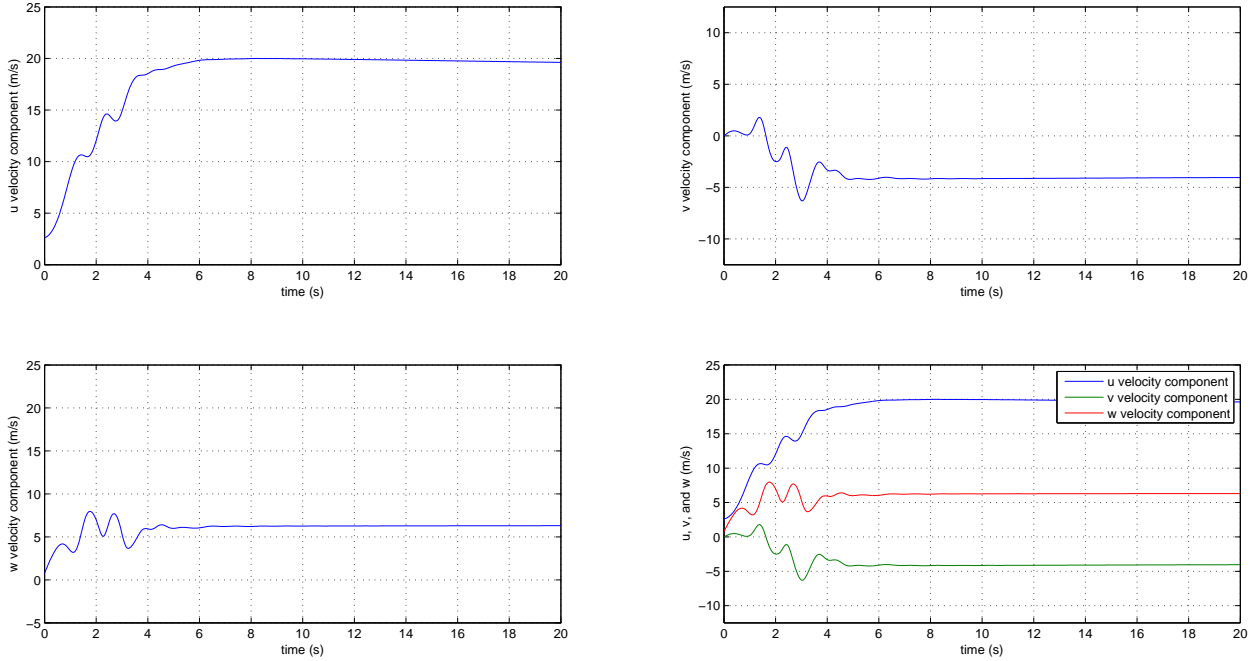 25
20
15
10
5
0
u velocity component (m/s)
0 2 4 6 8 10 12 14 16 18 20
time (s)
10
5
0
−5
−10
v velocity component (m/s)
0 2 4 6 8 10 12 14 16 18 20
time (s)
25
20
15
10
5
0
−5
w velocity component (m/s)
0 2 4 6 8 10 12 14 16 18 20
time (s)
25
20
15
10
5
0
−5
−10
u, v, and w (m/s)
u velocity component
v velocity component
w velocity component
0 2 4 6 8 10 12 14 16 18 20
time (s)